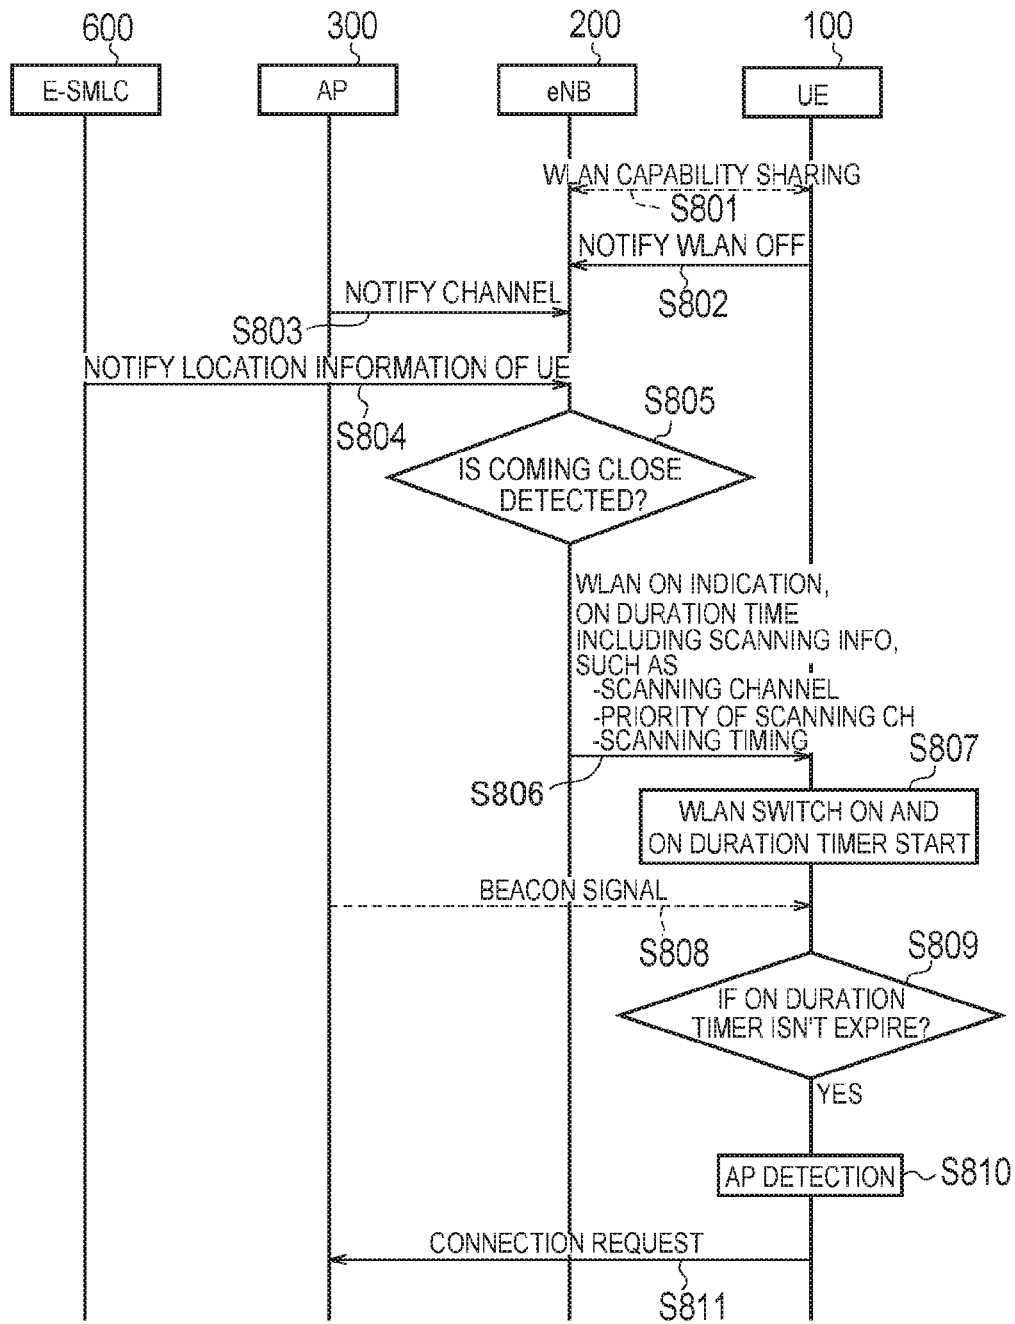 600
300
200
100
E-SMLC
AP
eNB
UE
WLAN CAPABILITY SHARING
S801
NOTIFY WLAN OFF
S802
NOTIFY CHANNEL
S803
NOTIFY LOCATION INFORMATION OF UE
S804
S805
IS COMING CLOSE
DETECTED?
WLAN ON INDICATION,
ON DURATION TIME
INCLUDING SCANNING INFO,
SUCH AS
-SCANNING CHANNEL
-PRIORITY OF SCANNING CH
-SCANNING TIMING
S806
S807
WLAN SWITCH ON AND
ON DURATION TIMER START
BEACON SIGNAL
S808
S809
IF ON DURATION
TIMER ISN'T EXPIRE?
YES
AP DETECTION
S810
CONNECTION REQUEST
S811